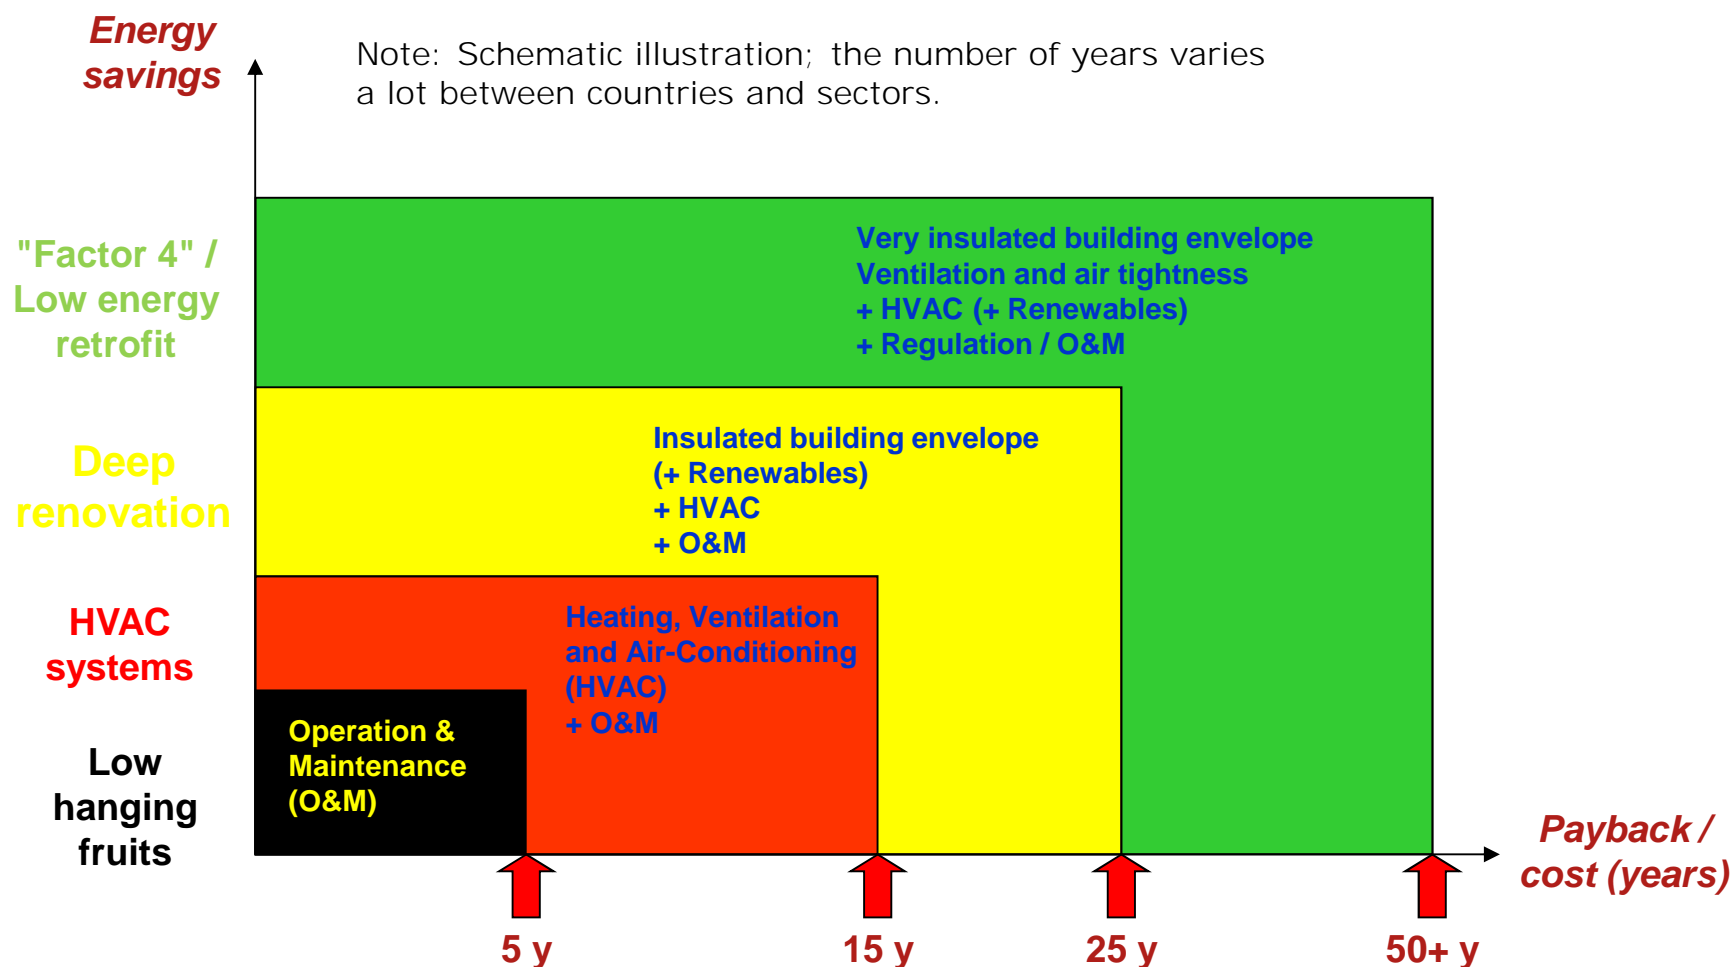 Energy
savings
Note: Schematic illustration; the number of years varies
a lot between countries and sectors.
"Factor 4" /
Low energy
retrofit
Very insulated building envelope
Ventilation and air tightness
+ HVAC (+ Renewables)
+ Regulation / O&M
Deep
renovation
Insulated building envelope
(+ Renewables)
+ HVAC
+ O&M
HVAC
systems
Heating, Ventilation
and Air-Conditioning
(HVAC)
+ O&M
Low
hanging
fruits
Operation &
Maintenance
(O&M)
Payback /
cost (years)
5 y
15 y
25 y
50+ y